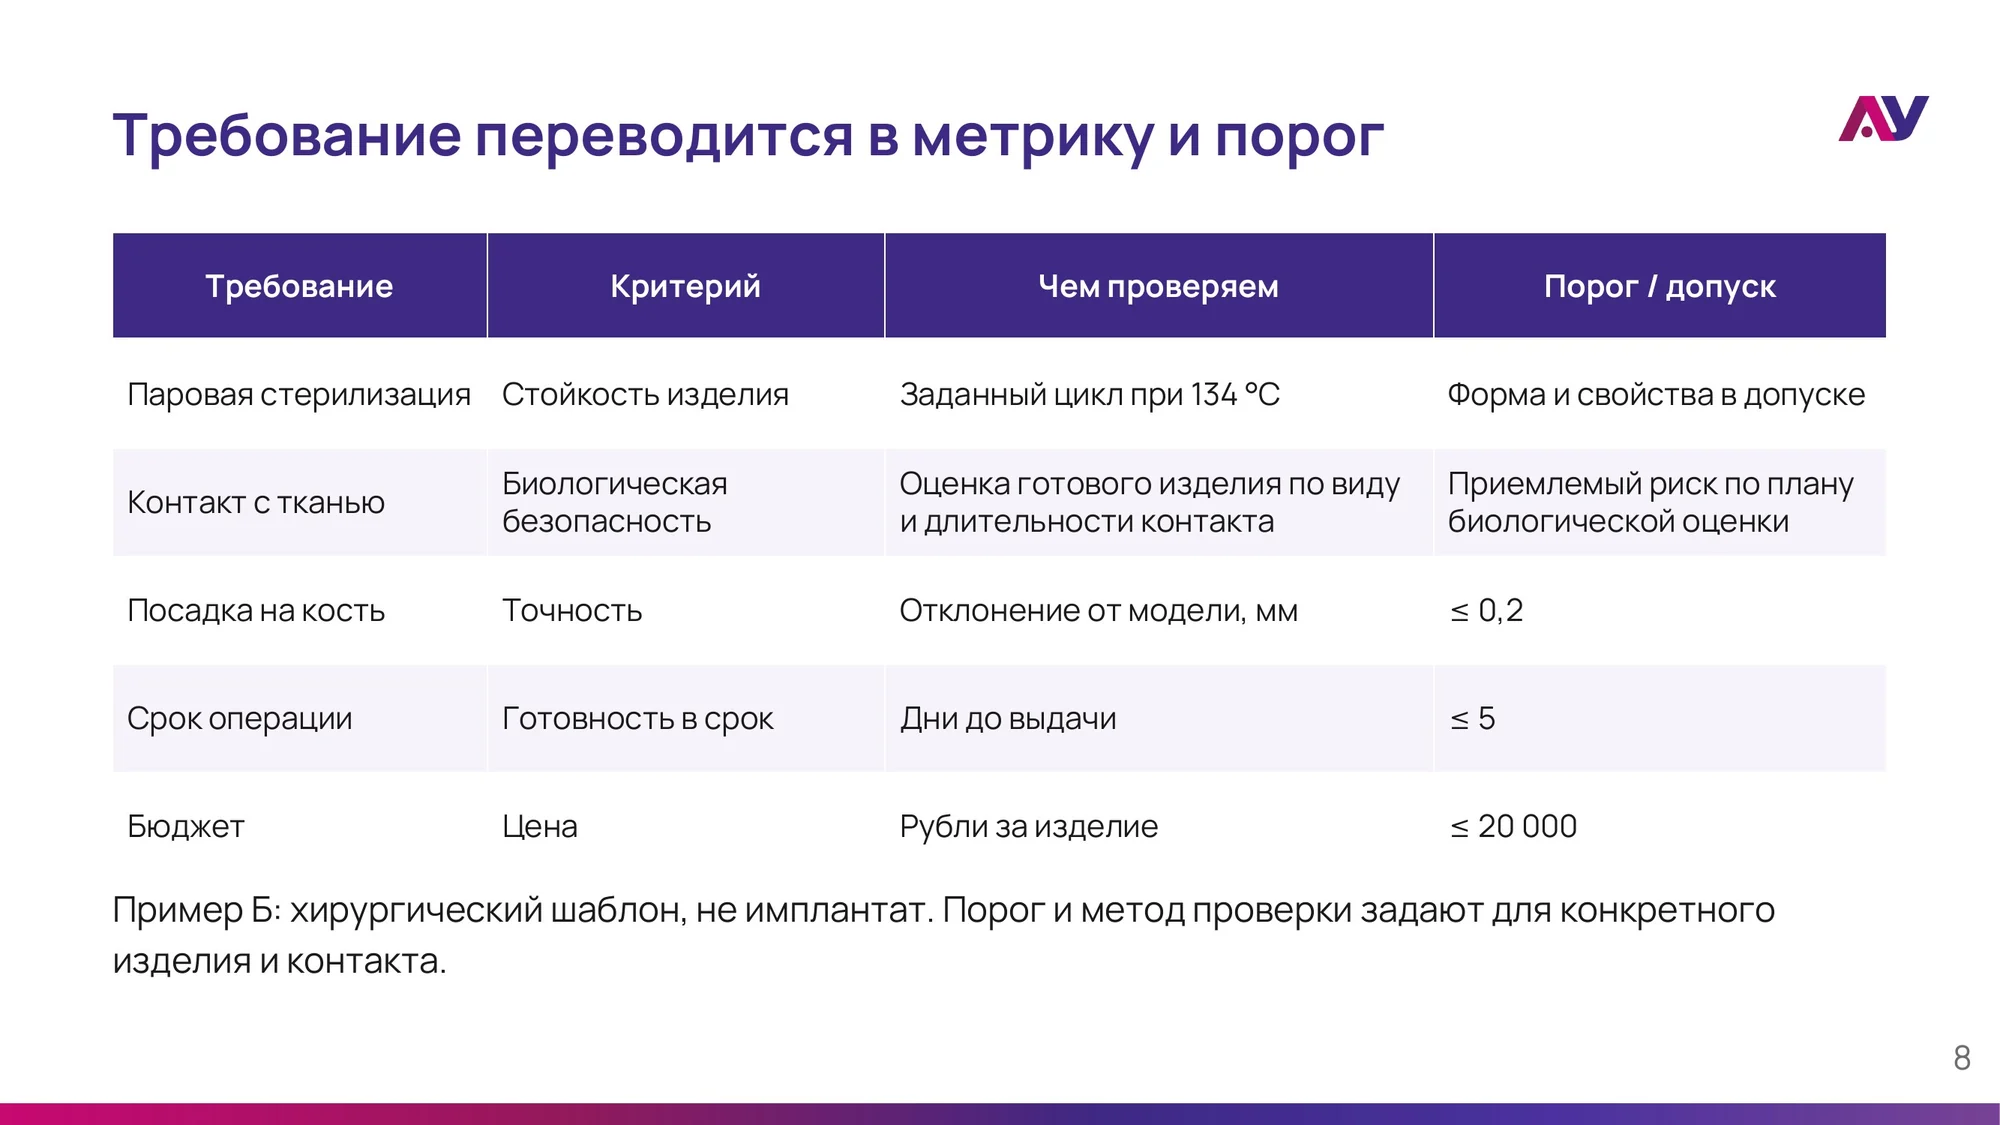 Требование переводится в метрику и порог
АУ
Требование Критерий Чем проверяем Порог / допуск
Паровая стерилизация Стойкость изделия Заданный цикл при 134 °C Форма и свойства в допуске
Контакт с тканью Биологическая безопасность Оценка готового изделия по виду и длительности контакта Приемлемый риск по плану биологической оценки
Посадка на кость Точность Отклонение от модели, мм ≤ 0,2
Срок операции Готовность в срок Дни до выдачи ≤ 5
Бюджет Цена Рубли за изделие ≤ 20 000
Пример Б: хирургический шаблон, не имплантат. Порог и метод проверки задают для конкретного
изделия и контакта.
8